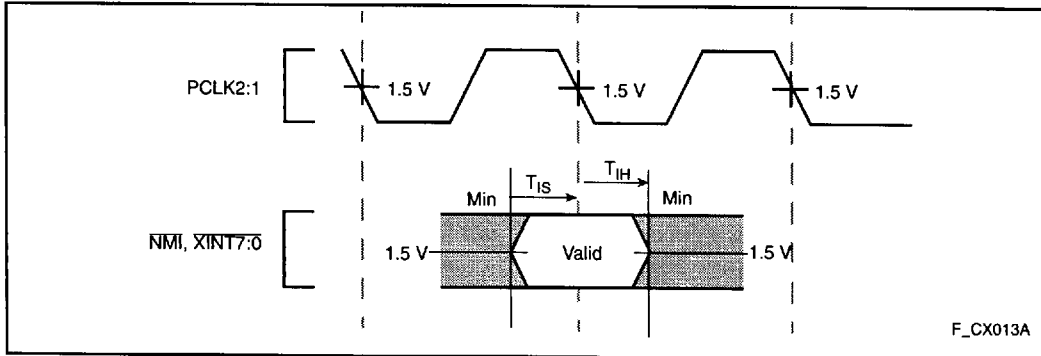 PCLK2:1
1.5 V
1.5 V
1.5 V
Min
T_IS
T_IH
Min
NMI, XINT7:0
1.5 V
Valid
1.5 V
F_CX013A